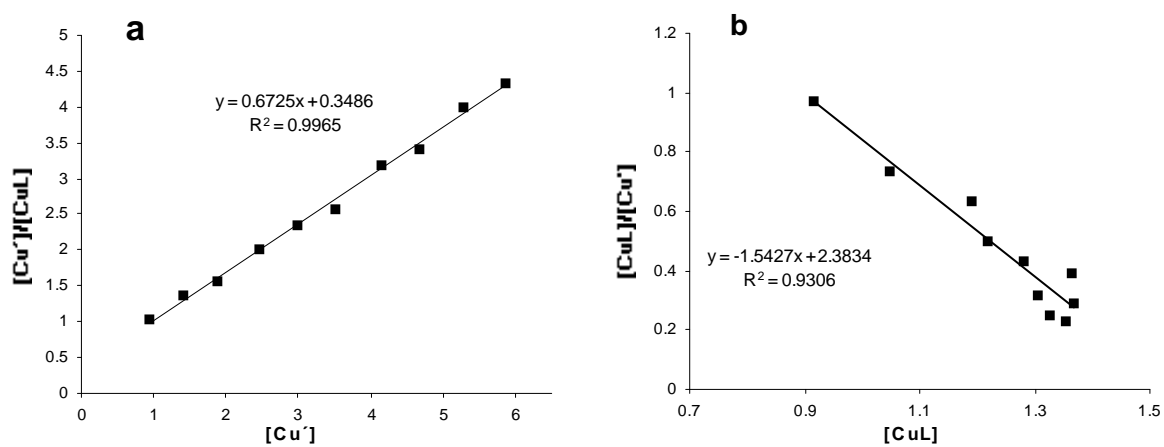 a
5
4.5
4
3.5
3
2.5
2
1.5
1
0.5
0
y = 0.6725x + 0.3486
R² = 0.9965
[Cu´]/[CuL]
0 1 2 3 4 5 6
[Cu´]
b
1.2
1
0.8
0.6
0.4
0.2
0
y = -1.5427x + 2.3834
R² = 0.9306
[CuL]/[Cu']
0.7 0.9 1.1 1.3 1.5
[CuL]